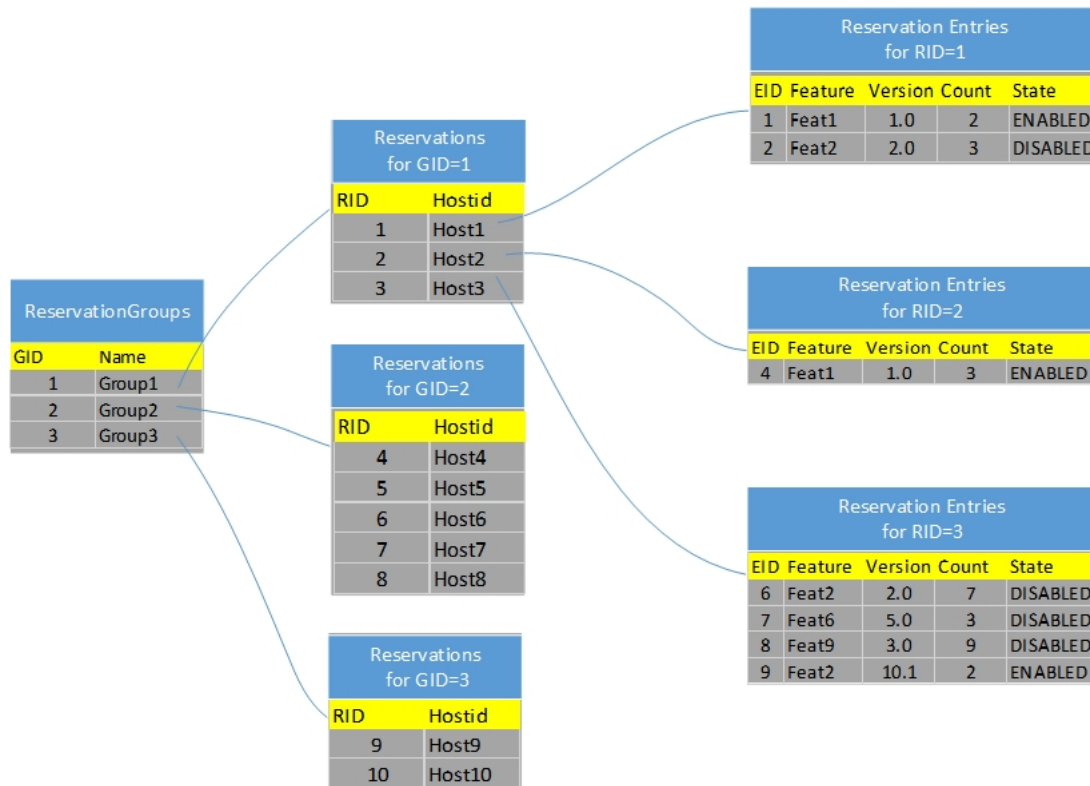 ReservationGroups
GID Name
1 Group1
2 Group2
3 Group3
Reservations
for GID=1
RID Hostid
1 Host1
2 Host2
3 Host3
Reservations
for GID=2
RID Hostid
4 Host4
5 Host5
6 Host6
7 Host7
8 Host8
Reservations
for GID=3
RID Hostid
9 Host9
10 Host10
Reservation Entries
for RID=1
EID Feature Version Count State
1 Feat1 1.0 2 ENABLED
2 Feat2 2.0 3 DISABLED
Reservation Entries
for RID=2
EID Feature Version Count State
4 Feat1 1.0 3 ENABLED
Reservation Entries
for RID=3
EID Feature Version Count State
6 Feat2 2.0 7 DISABLED
7 Feat6 5.0 3 DISABLED
8 Feat9 3.0 9 DISABLED
9 Feat2 10.1 2 ENABLED